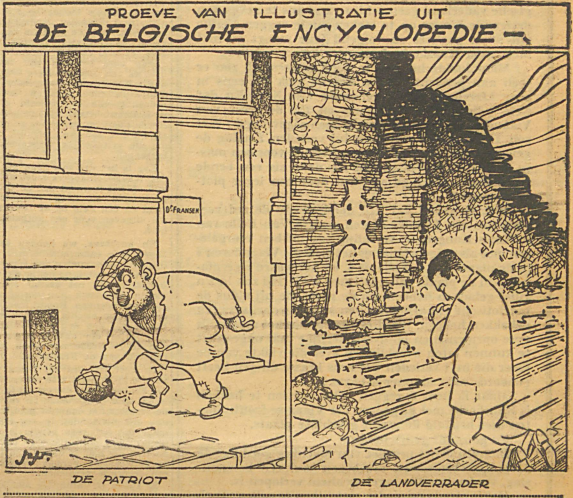 PROEVE VAN ILLUSTRATIE UIT
DE BELGISCHE ENCYCLOPEDIE -
Dr FRANSEN
DE PATRIOT
DE LANDVERRADER